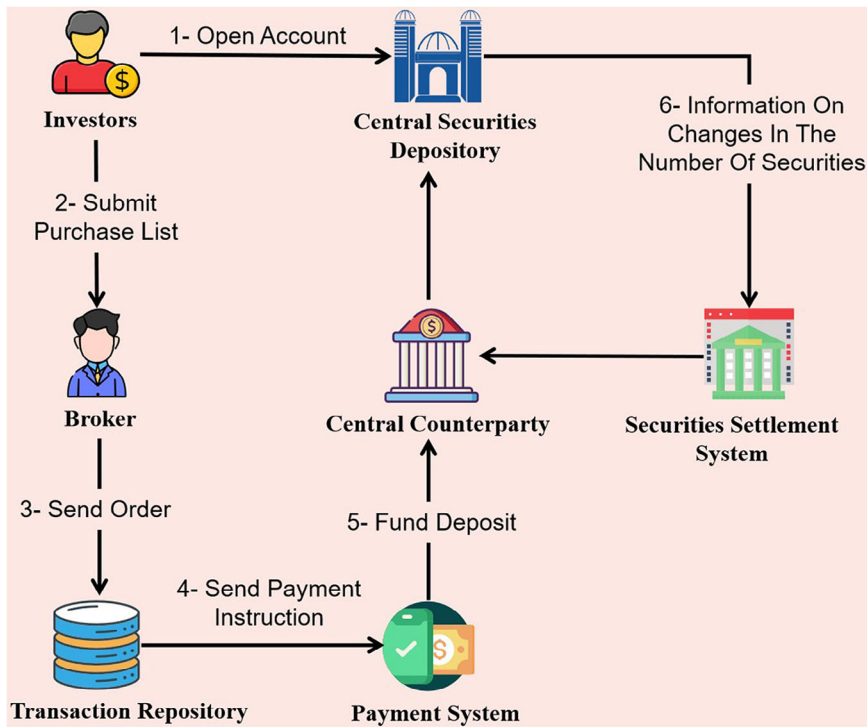 1- Open Account
Investors
Central Securities
Depository
6- Information On
Changes In The
Number Of Securities
2- Submit
Purchase List
Broker
Central Counterparty
Securities Settlement
System
3- Send Order
5- Fund Deposit
4- Send Payment
Instruction
Transaction Repository
Payment System